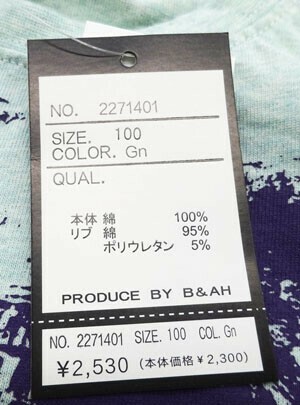 NO. 2271401
SIZE. 100
COLOR. Gn
QUAL.
本体 綿 100%
リブ 綿 95%
ポリウレタン 5%
PRODUCE BY B&AH
NO. 2271401 SIZE. 100 COL. Gn
¥2,530 (本体価格¥2,300)